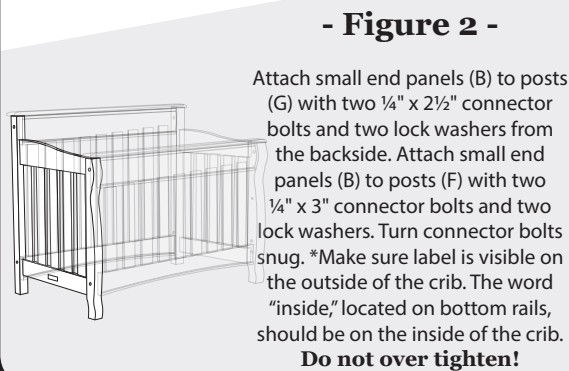 - Figure 2 -
Attach small end panels (B) to posts
(G) with two ¼" x 2½" connector
bolts and two lock washers from
the backside. Attach small end
panels (B) to posts (F) with two
¼" x 3" connector bolts and two
lock washers. Turn connector bolts
snug. *Make sure label is visible on
the outside of the crib. The word
“inside,” located on bottom rails,
should be on the inside of the crib.
Do not over tighten!